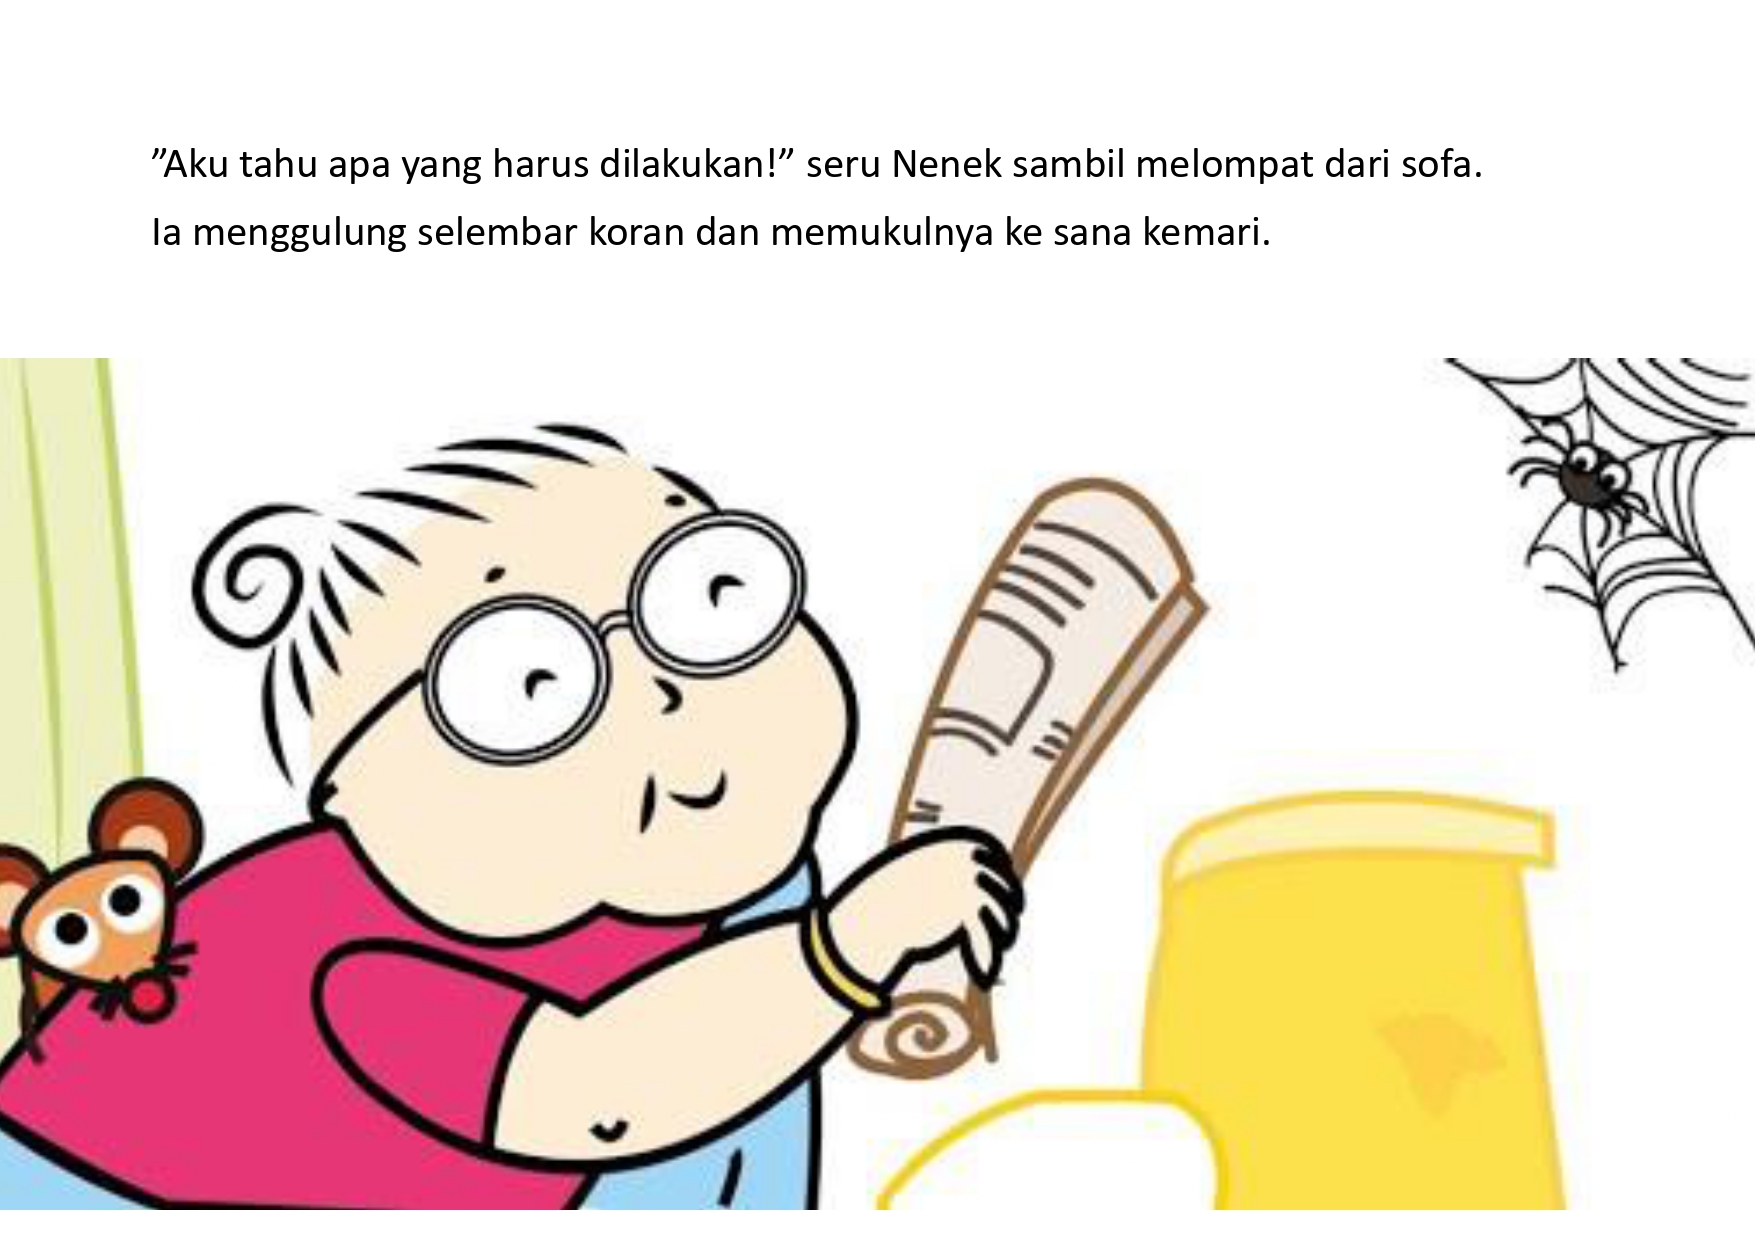 ”Aku tahu apa yang harus dilakukan!” seru Nenek sambil melompat dari sofa.
Ia menggulung selembar koran dan memukulnya ke sana kemari.